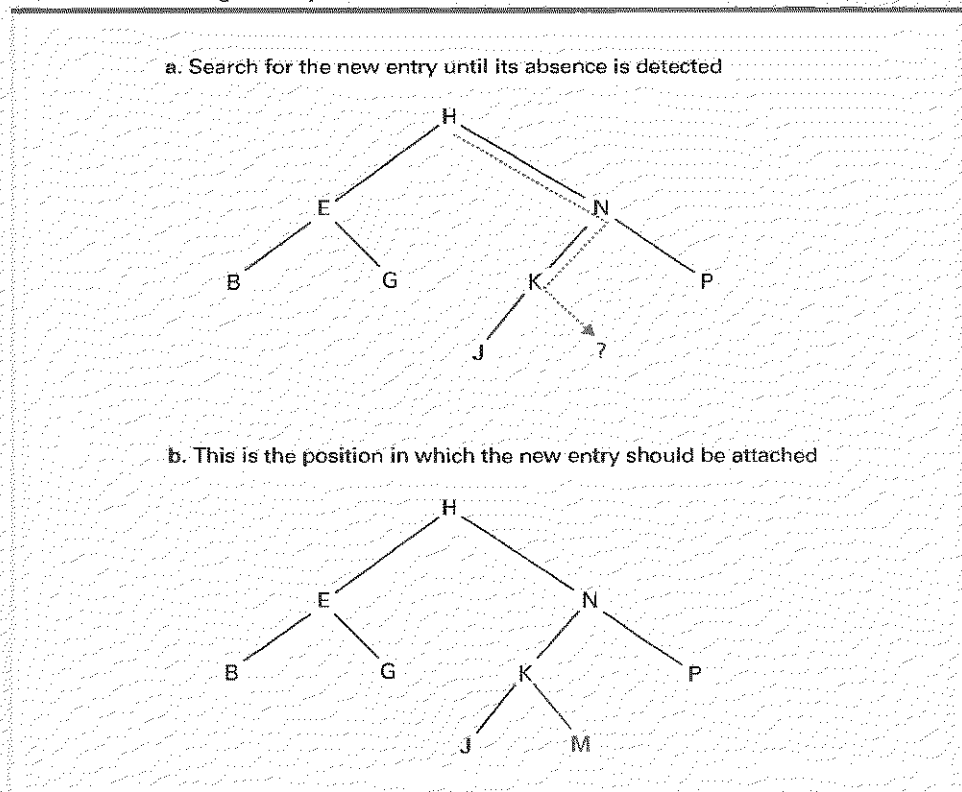 a. Search for the new entry until its absence is detected
H
E N
B G K P
J ?
b. This is the position in which the new entry should be attached
H
E N
B G K P
J M